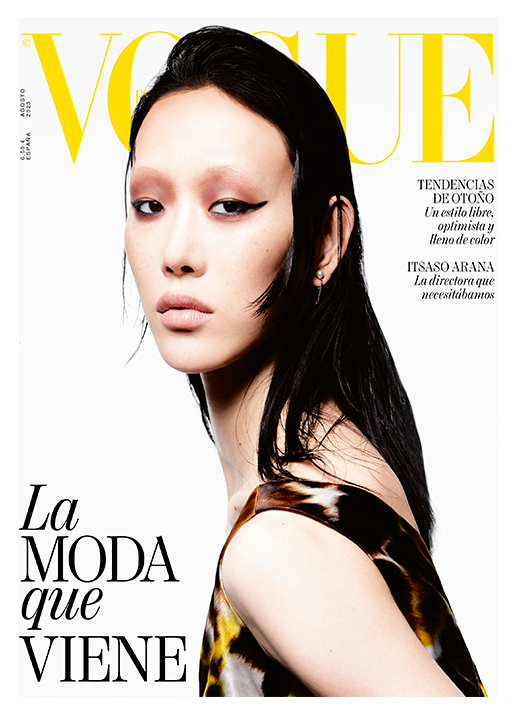 VOGUE
©
AGOSTO
2023
6,50 €
ESPAÑA
TENDENCIAS
DE OTOÑO
Un estilo libre,
optimista y
lleno de color
ITSASO ARANA
La directora que
necesitábamos
La
MODA
que
VIENE